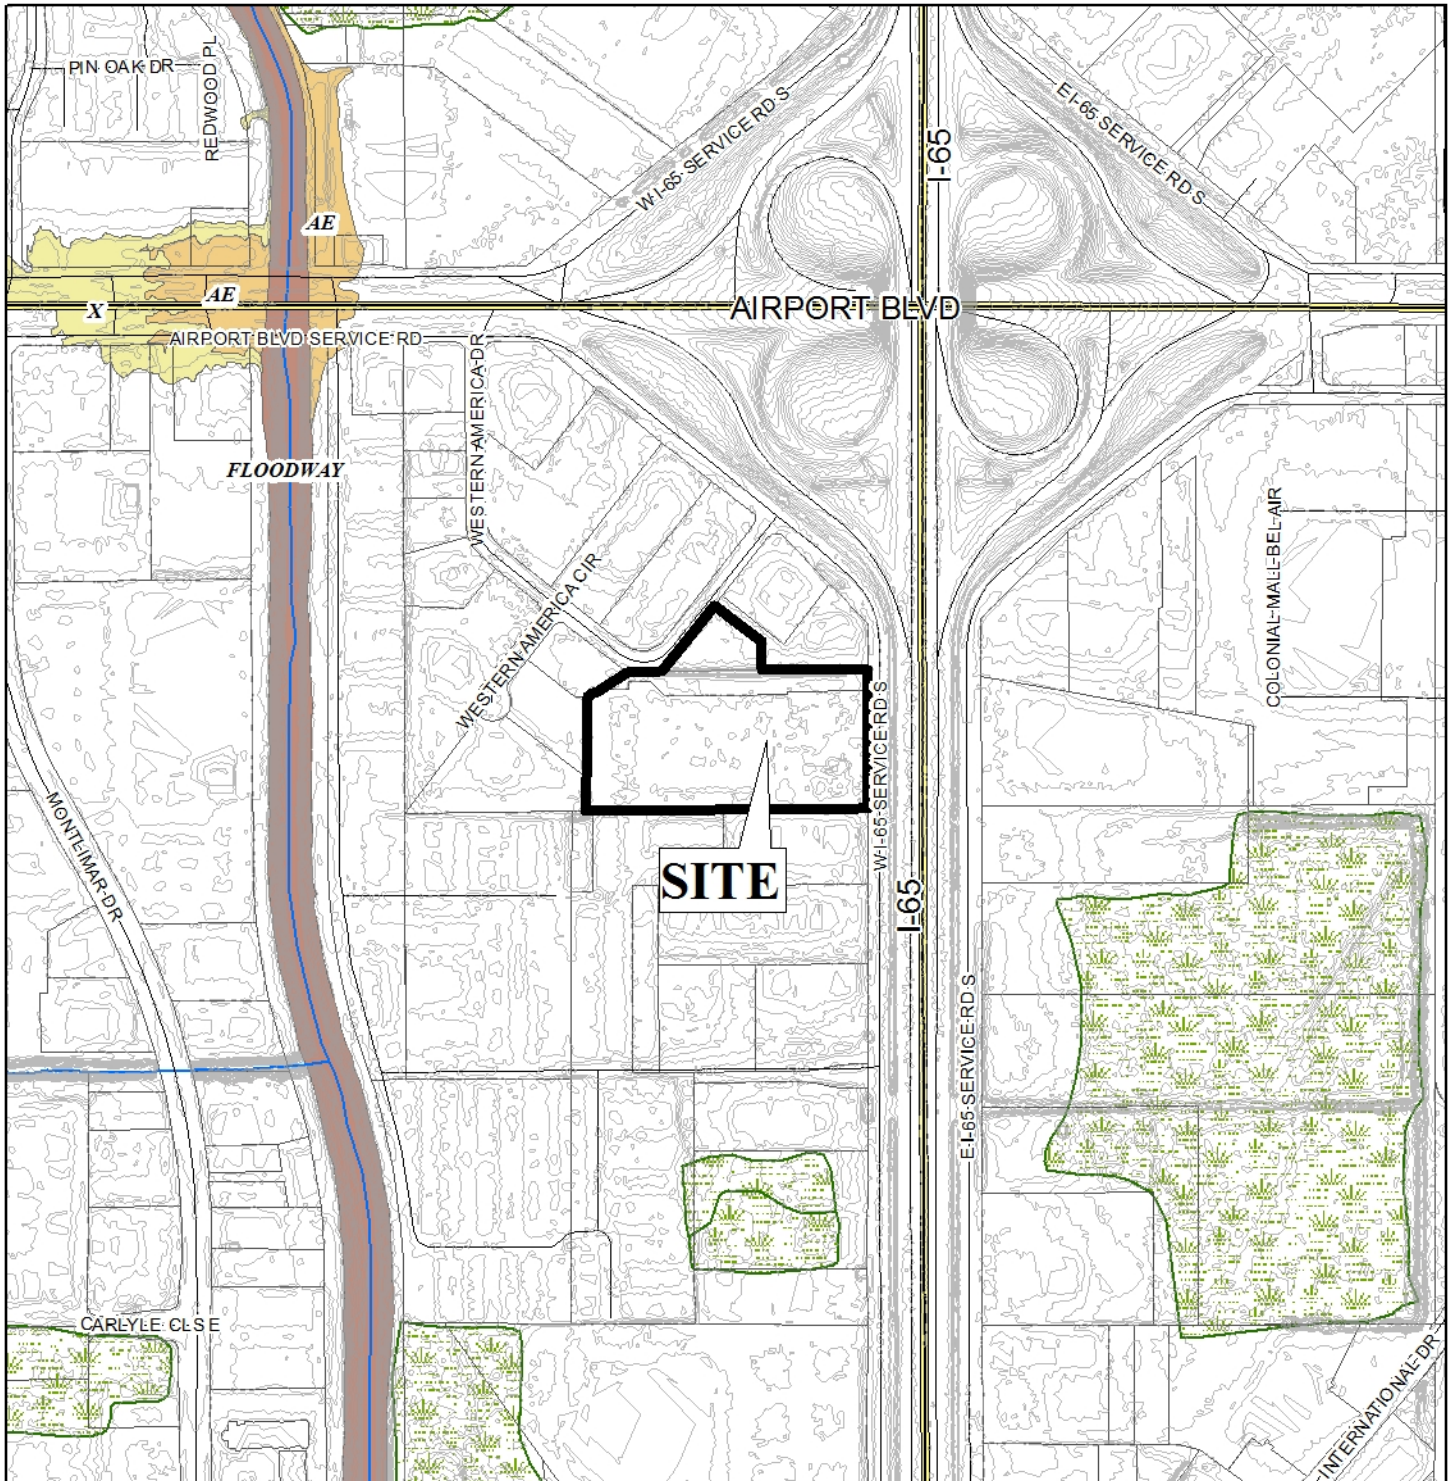 PIN OAK DR
REDWOOD PL
W I-65 SERVICE RD S
I-65
E I-65 SERVICE RD S
AE
AE
X
AIRPORT BLVD
AIRPORT BLVD SERVICE RD
WESTERN AMERICA DR
FLOODWAY
COLONIAL MALL BEL AIR
WESTERN AMERICA CIR
W I-65 SERVICE RD S
MONTLIMAR DR
SITE
I-65
E I-65 SERVICE RD S
CARLYLE CLSE
INTERNATIONAL DR